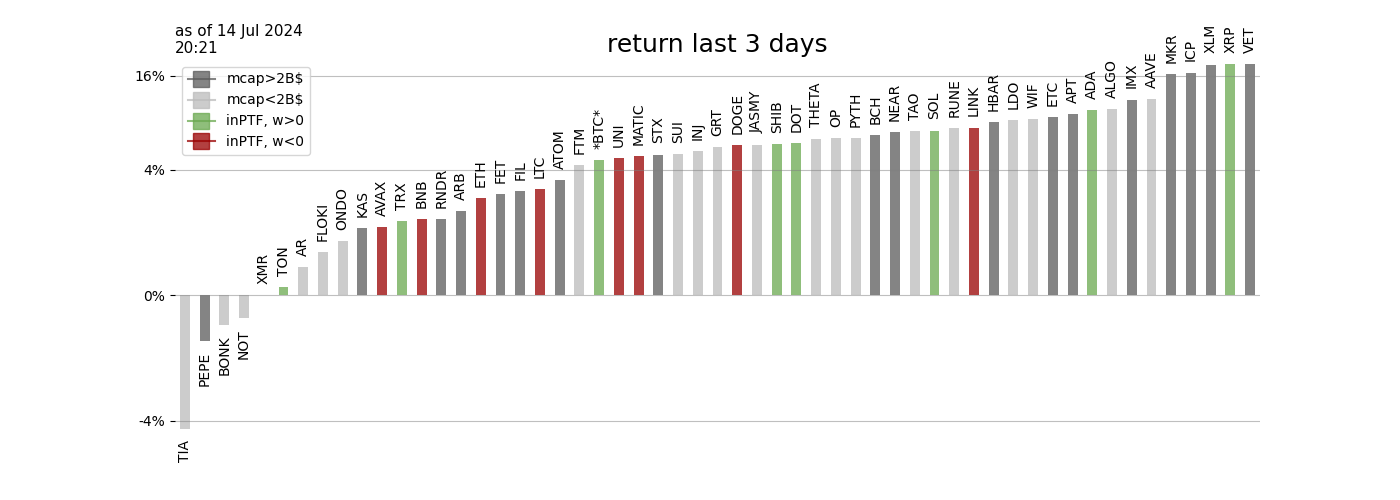 as of 14 Jul 2024
20:21
return last 3 days
mcap>2B$
mcap<2B$
inPTF, w>0
inPTF, w<0
16%
4%
0%
-4%
TIA
PEPE
BONK
NOT
XMR
TON
AR
FLOKI
ONDO
KAS
AVAX
TRX
BNB
RNDR
ARB
ETH
FET
FIL
LTC
ATOM
FTM
*BTC*
UNI
MATIC
STX
SUI
INJ
GRT
DOGE
JASMY
SHIB
DOT
THETA
OP
PYTH
BCH
NEAR
TAO
SOL
RUNE
LINK
HBAR
LDO
WIF
ETC
APT
ADA
ALGO
IMX
AAVE
MKR
ICP
XLM
XRP
VET